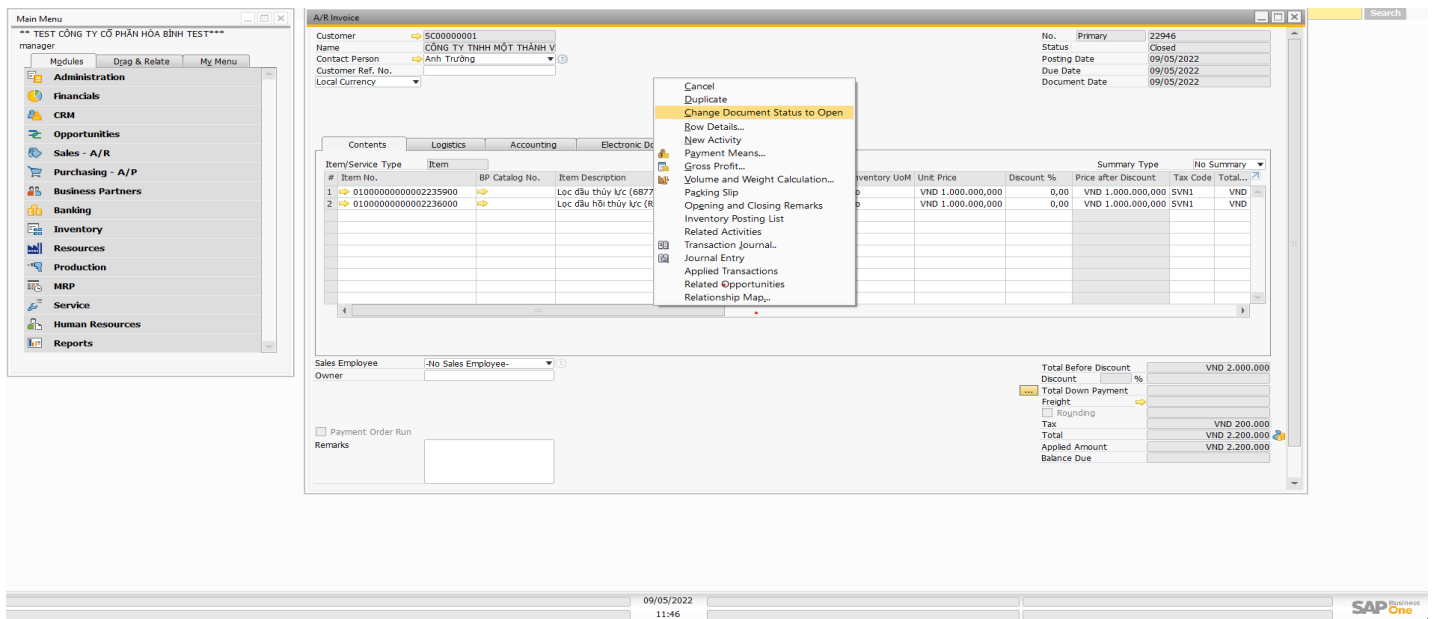 Main Menu
** TEST CÔNG TY CỔ PHẦN HÒA BÌNH TEST***
manager
Modules Drag & Relate My Menu
Administration
Financials
CRM
Opportunities
Sales - A/R
Purchasing - A/P
Business Partners
Banking
Inventory
Resources
Production
MRP
Service
Human Resources
Reports
Search
A/R Invoice
Customer SC00000001
Name CÔNG TY TNHH MỘT THÀNH V
Contact Person Anh Trường
Customer Ref. No.
Local Currency
No. Primary 22946
Status Closed
Posting Date 09/05/2022
Due Date 09/05/2022
Document Date 09/05/2022
Cancel
Duplicate
Change Document Status to Open
Row Details...
New Activity
Payment Means...
Gross Profit...
Volume and Weight Calculation...
Packing Slip
Opening and Closing Remarks
Inventory Posting List
Related Activities
Transaction Journal..
Journal Entry
Applied Transactions
Related Opportunities
Relationship Map...
Contents Logistics Accounting Electronic Do
Item/Service Type Item Summary Type No Summary
# Item No. BP Catalog No. Item Description nventory UoM Unit Price Discount % Price after Discount Tax Code Total...
1 01000000000002235900 Lọc dầu thủy lực (6877 o VND 1.000.000,000 0,00 VND 1.000.000,000 SVN1 VND
2 01000000000002236000 Lọc dầu hồi thủy lực (R o VND 1.000.000,000 0,00 VND 1.000.000,000 SVN1 VND
Sales Employee -No Sales Employee-
Owner
Payment Order Run
Remarks
Total Before Discount VND 2.000.000
Discount %
... Total Down Payment
Freight
Rounding
Tax VND 200.000
Total VND 2.200.000
Applied Amount VND 2.200.000
Balance Due
09/05/2022
11:46
SAP Business One